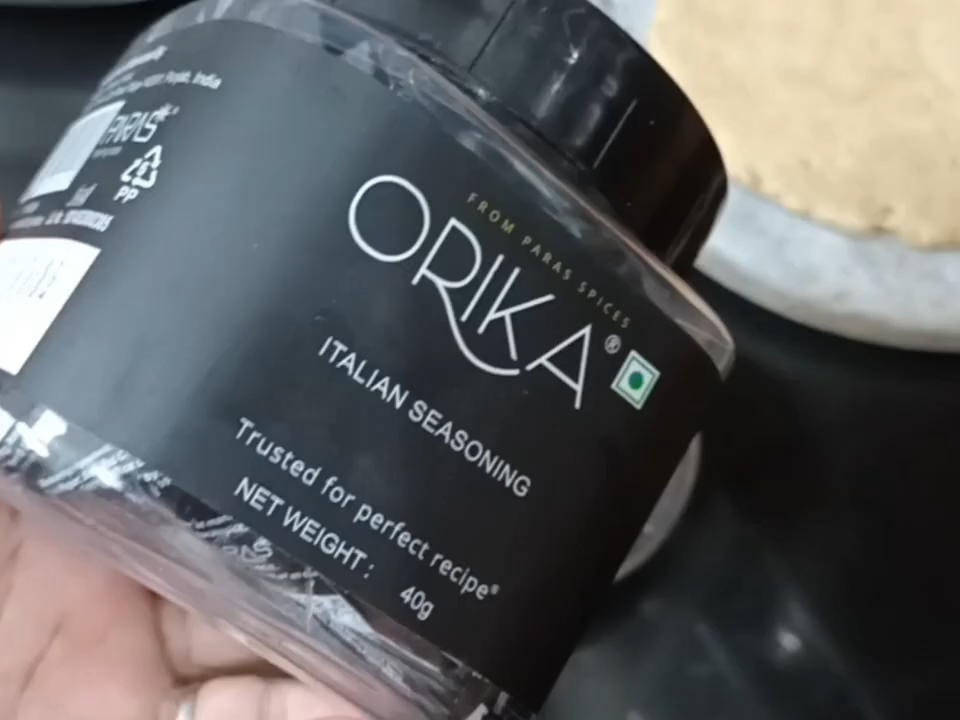 India
PARAS
PP
FROM PARAS SPICES
ORIKA®
ITALIAN SEASONING
Trusted for perfect recipe®
NET WEIGHT: 40g